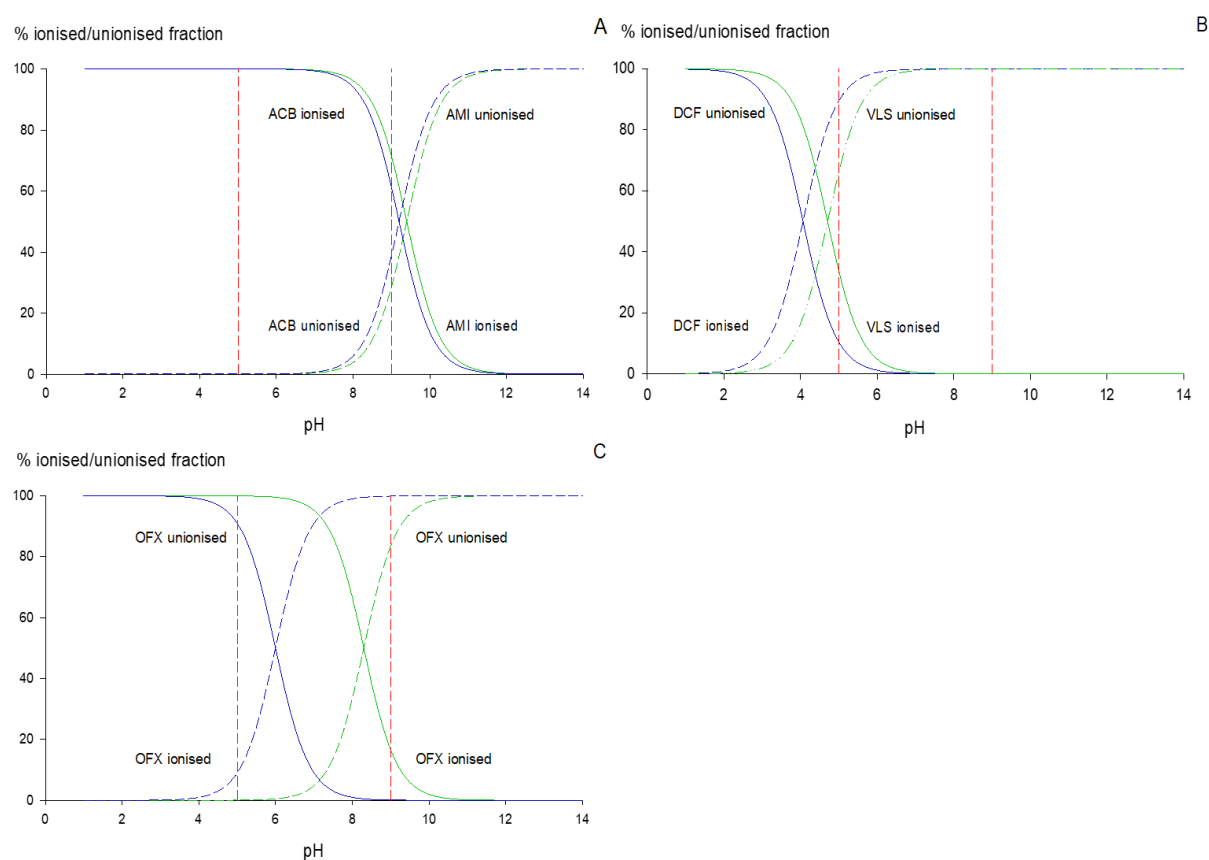 % ionised/unionised fraction
A
100
ACB ionised
AMI unionised
80
60
40
20
ACB unionised
AMI ionised
0
0 2 4 6 8 10 12 14
pH
% ionised/unionised fraction
B
100
DCF unionised
VLS unionised
80
60
40
20
DCF ionised
VLS ionised
0
0 2 4 6 8 10 12 14
pH
% ionised/unionised fraction
C
100
OFX unionised
OFX unionised
80
60
40
20
OFX ionised
OFX ionised
0
0 2 4 6 8 10 12 14
pH